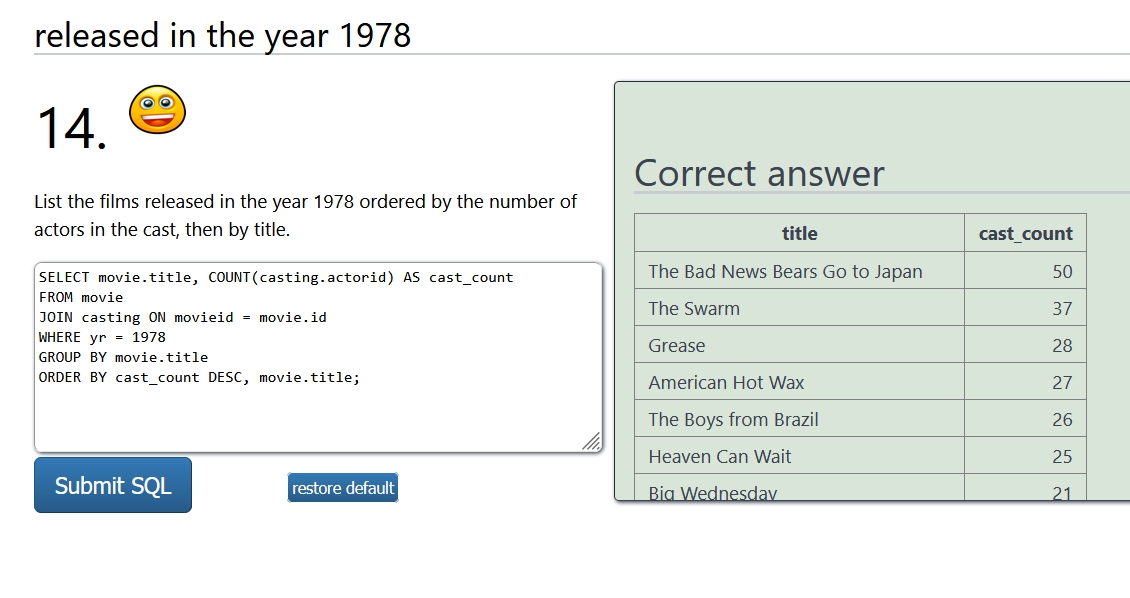 released in the year 1978
14.
List the films released in the year 1978 ordered by the number of
actors in the cast, then by title.
SELECT movie.title, COUNT(casting.actorid) AS cast_count
FROM movie
JOIN casting ON movieid = movie.id
WHERE yr = 1978
GROUP BY movie.title
ORDER BY cast_count DESC, movie.title;
Submit SQL
restore default
Correct answer
title cast_count
The Bad News Bears Go to Japan 50
The Swarm 37
Grease 28
American Hot Wax 27
The Boys from Brazil 26
Heaven Can Wait 25
Big Wednesday 21